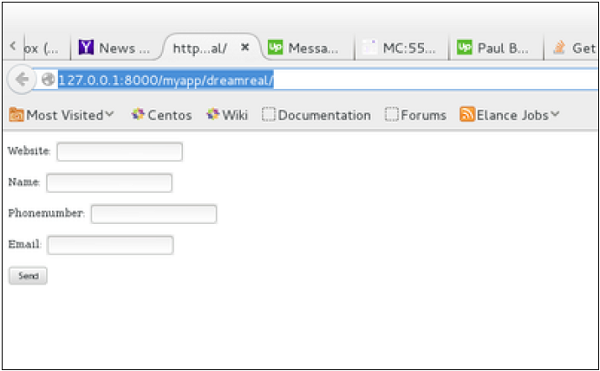 ox (... News ... http...al/ × Messa... MC:55... Paul B... Get
127.0.0.1:8000/myapp/dreamreal/
Most Visited Centos Wiki Documentation Forums Elance Jobs
Website:
Name:
Phonenumber:
Email:
Send